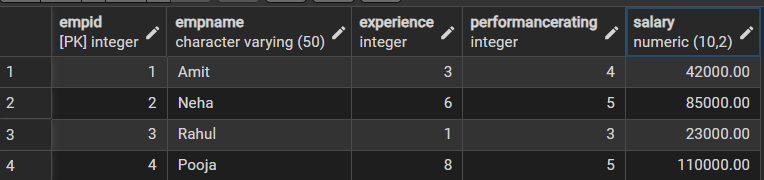 empid empname experience performancerating salary
[PK] integer character varying (50) integer integer numeric (10,2)
1 1 Amit 3 4 42000.00
2 2 Neha 6 5 85000.00
3 3 Rahul 1 3 23000.00
4 4 Pooja 8 5 110000.00